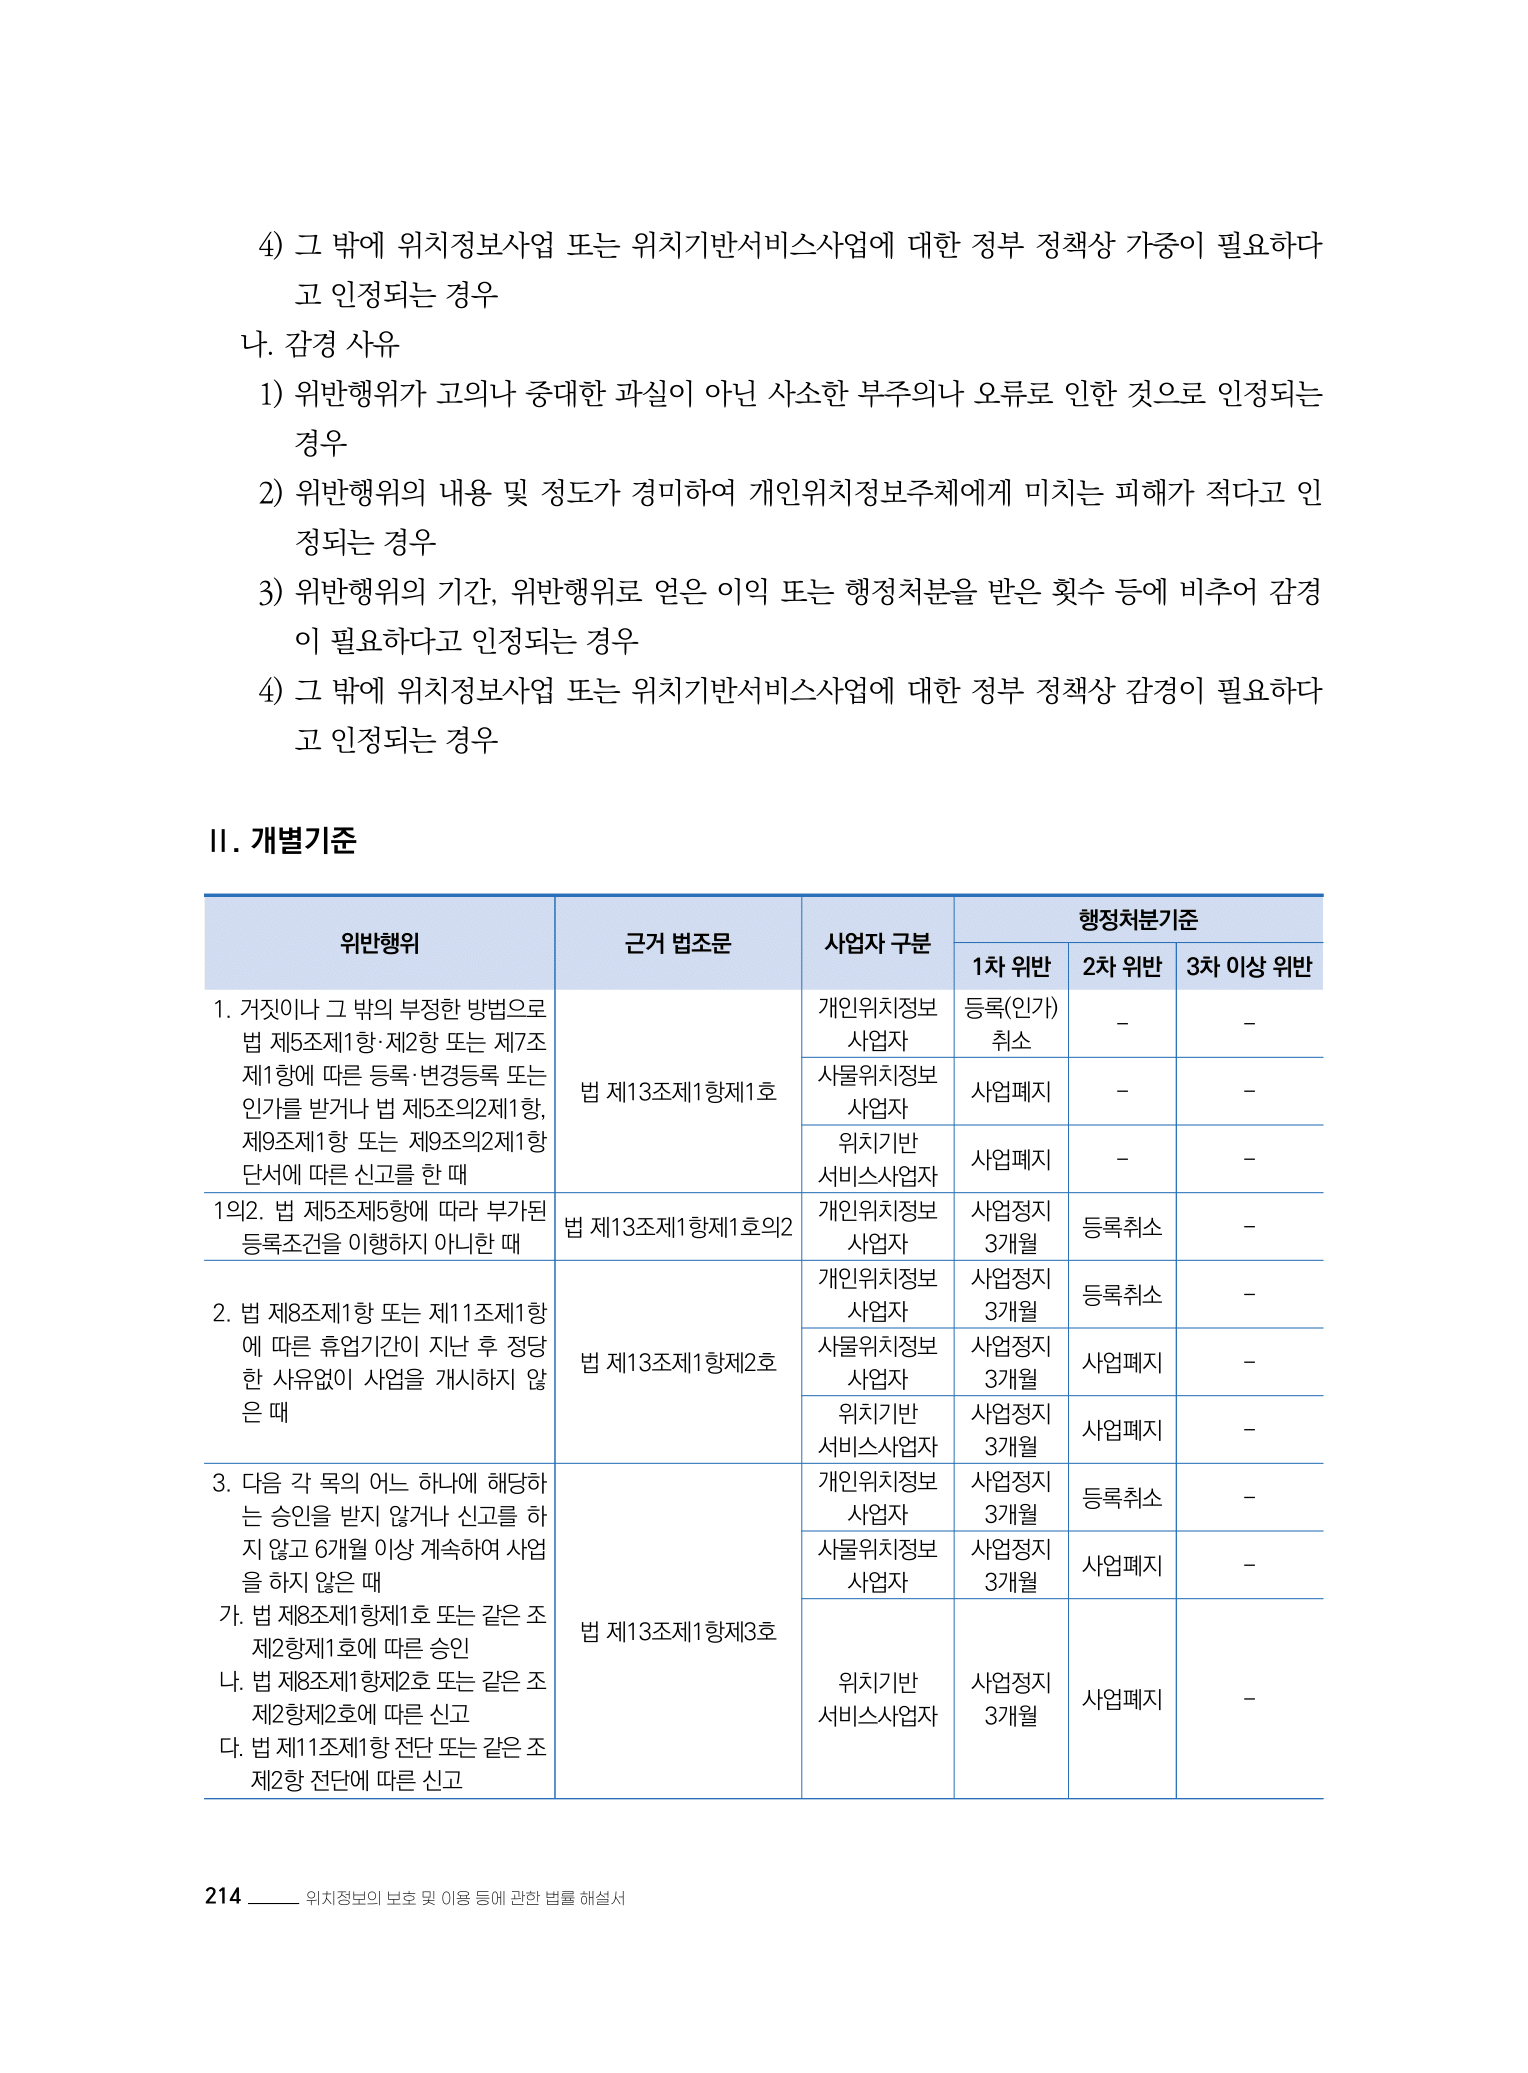 4) 그 밖에 위치정보사업 또는 위치기반서비스사업에 대한 정부 정책상 가중이 필요하다
고 인정되는 경우
나. 감경 사유
1) 위반행위가 고의나 중대한 과실이 아닌 사소한 부주의나 오류로 인한 것으로 인정되는
경우
2) 위반행위의 내용 및 정도가 경미하여 개인위치정보주체에게 미치는 피해가 적다고 인
정되는 경우
3) 위반행위의 기간, 위반행위로 얻은 이익 또는 행정처분을 받은 횟수 등에 비추어 감경
이 필요하다고 인정되는 경우
4) 그 밖에 위치정보사업 또는 위치기반서비스사업에 대한 정부 정책상 감경이 필요하다
고 인정되는 경우
Ⅱ. 개별기준
위반행위 근거 법조문 사업자 구분 행정처분기준
1차 위반 2차 위반 3차 이상 위반
1. 거짓이나 그 밖의 부정한 방법으로
법 제5조제1항·제2항 또는 제7조
제1항에 따른 등록·변경등록 또는
인가를 받거나 법 제5조의2제1항,
제9조제1항 또는 제9조의2제1항
단서에 따른 신고를 한 때
법 제13조제1항제1호
개인위치정보
사업자
등록(인가)
취소
– –
사물위치정보
사업자
사업폐지 – –
위치기반
서비스사업자
사업폐지 – –
1의2. 법 제5조제5항에 따라 부가된
등록조건을 이행하지 아니한 때
법 제13조제1항제1호의2
개인위치정보
사업자
사업정지
3개월
등록취소 –
2. 법 제8조제1항 또는 제11조제1항
에 따른 휴업기간이 지난 후 정당
한 사유없이 사업을 개시하지 않
은 때
법 제13조제1항제2호
개인위치정보
사업자
사업정지
3개월
등록취소 –
사물위치정보
사업자
사업정지
3개월
사업폐지 –
위치기반
서비스사업자
사업정지
3개월
사업폐지 –
3. 다음 각 목의 어느 하나에 해당하
는 승인을 받지 않거나 신고를 하
지 않고 6개월 이상 계속하여 사업
을 하지 않은 때
가. 법 제8조제1항제1호 또는 같은 조
제2항제1호에 따른 승인
나. 법 제8조제1항제2호 또는 같은 조
제2항제2호에 따른 신고
다. 법 제11조제1항 전단 또는 같은 조
제2항 전단에 따른 신고
법 제13조제1항제3호
개인위치정보
사업자
사업정지
3개월
등록취소 –
사물위치정보
사업자
사업정지
3개월
사업폐지 –
위치기반
서비스사업자
사업정지
3개월
사업폐지 –
214 위치정보의 보호 및 이용 등에 관한 법률 해설서